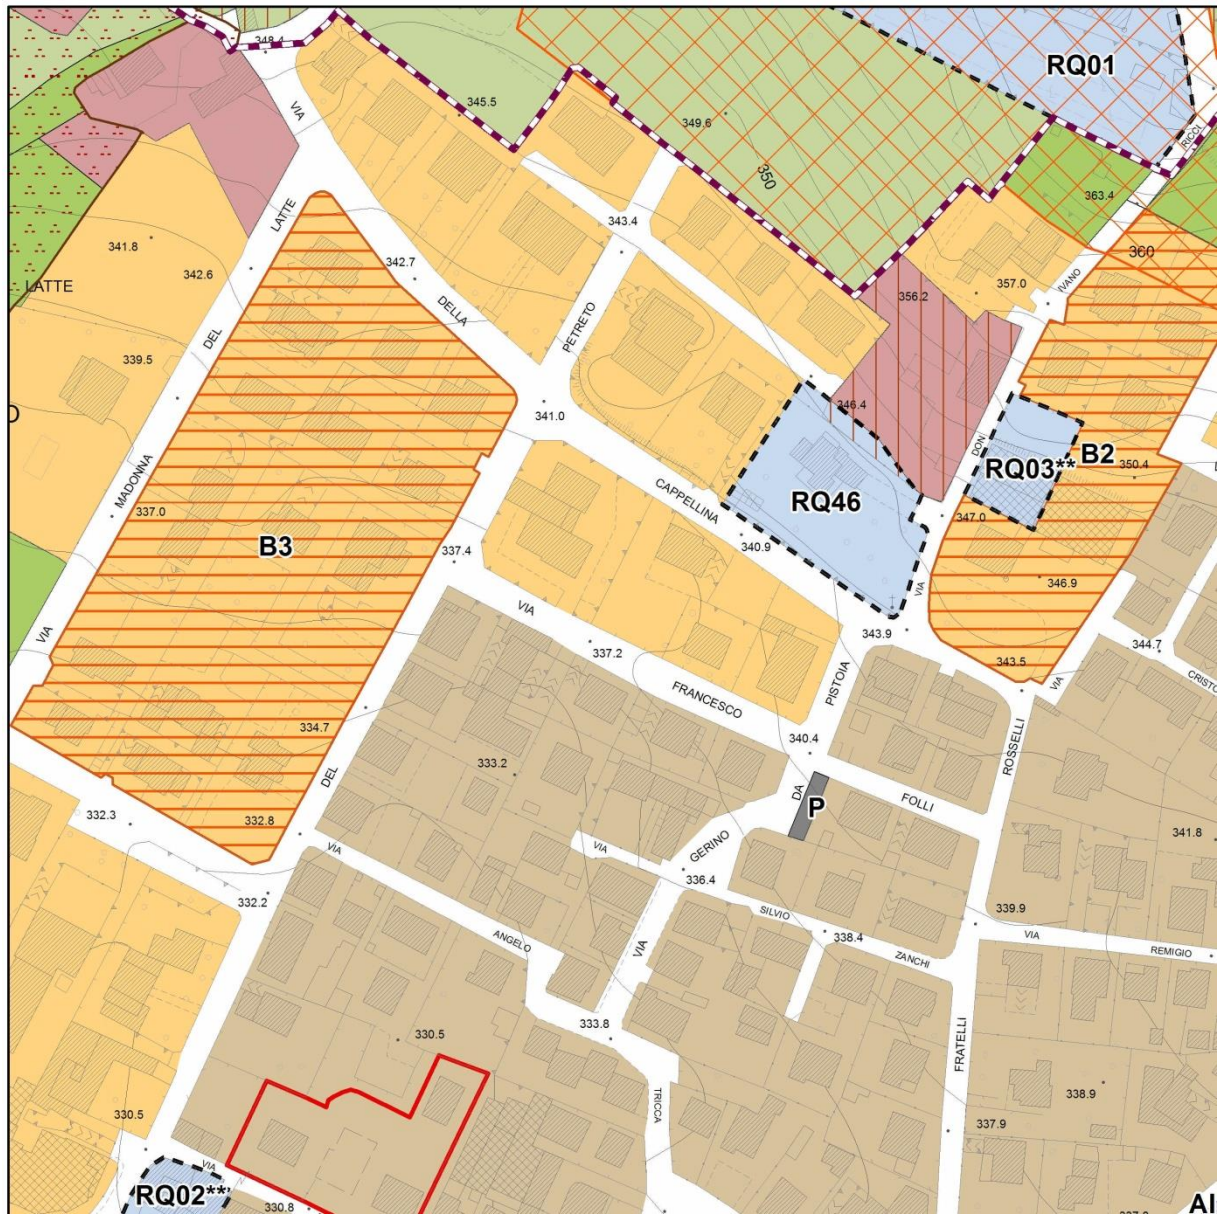 348.4
RQ01
VIA
345.5
349.6
350
RICCI
363.4
341.8
342.6
LATTE
LATTE
343.4
342.7
DEL
DELLA
PETRETO
360
357.0
356.2
IVANO
339.5
341.0
346.4
DONI
RQ03**
B2
350.4
MADONNA
337.0
B3
CAPPELLINA
RQ46
347.0
340.9
337.4
346.9
VIA
VIA
VIA
343.9
344.7
337.2
343.5
VIA
CRISTO
FRANCESCO
PISTOIA
334.7
340.4
ROSSELLI
333.2
DEL
DA
P
FOLLI
332.3
332.8
341.8
VIA
VIA
GERINO
336.4
332.2
SILVIO
339.9
ANGELO
VIA
338.4
VIA
REMIGIO
ZANCHI
333.8
330.5
FRATELLI
338.9
TRICCA
330.5
337.9
VIA
RQ02**
330.8
Al